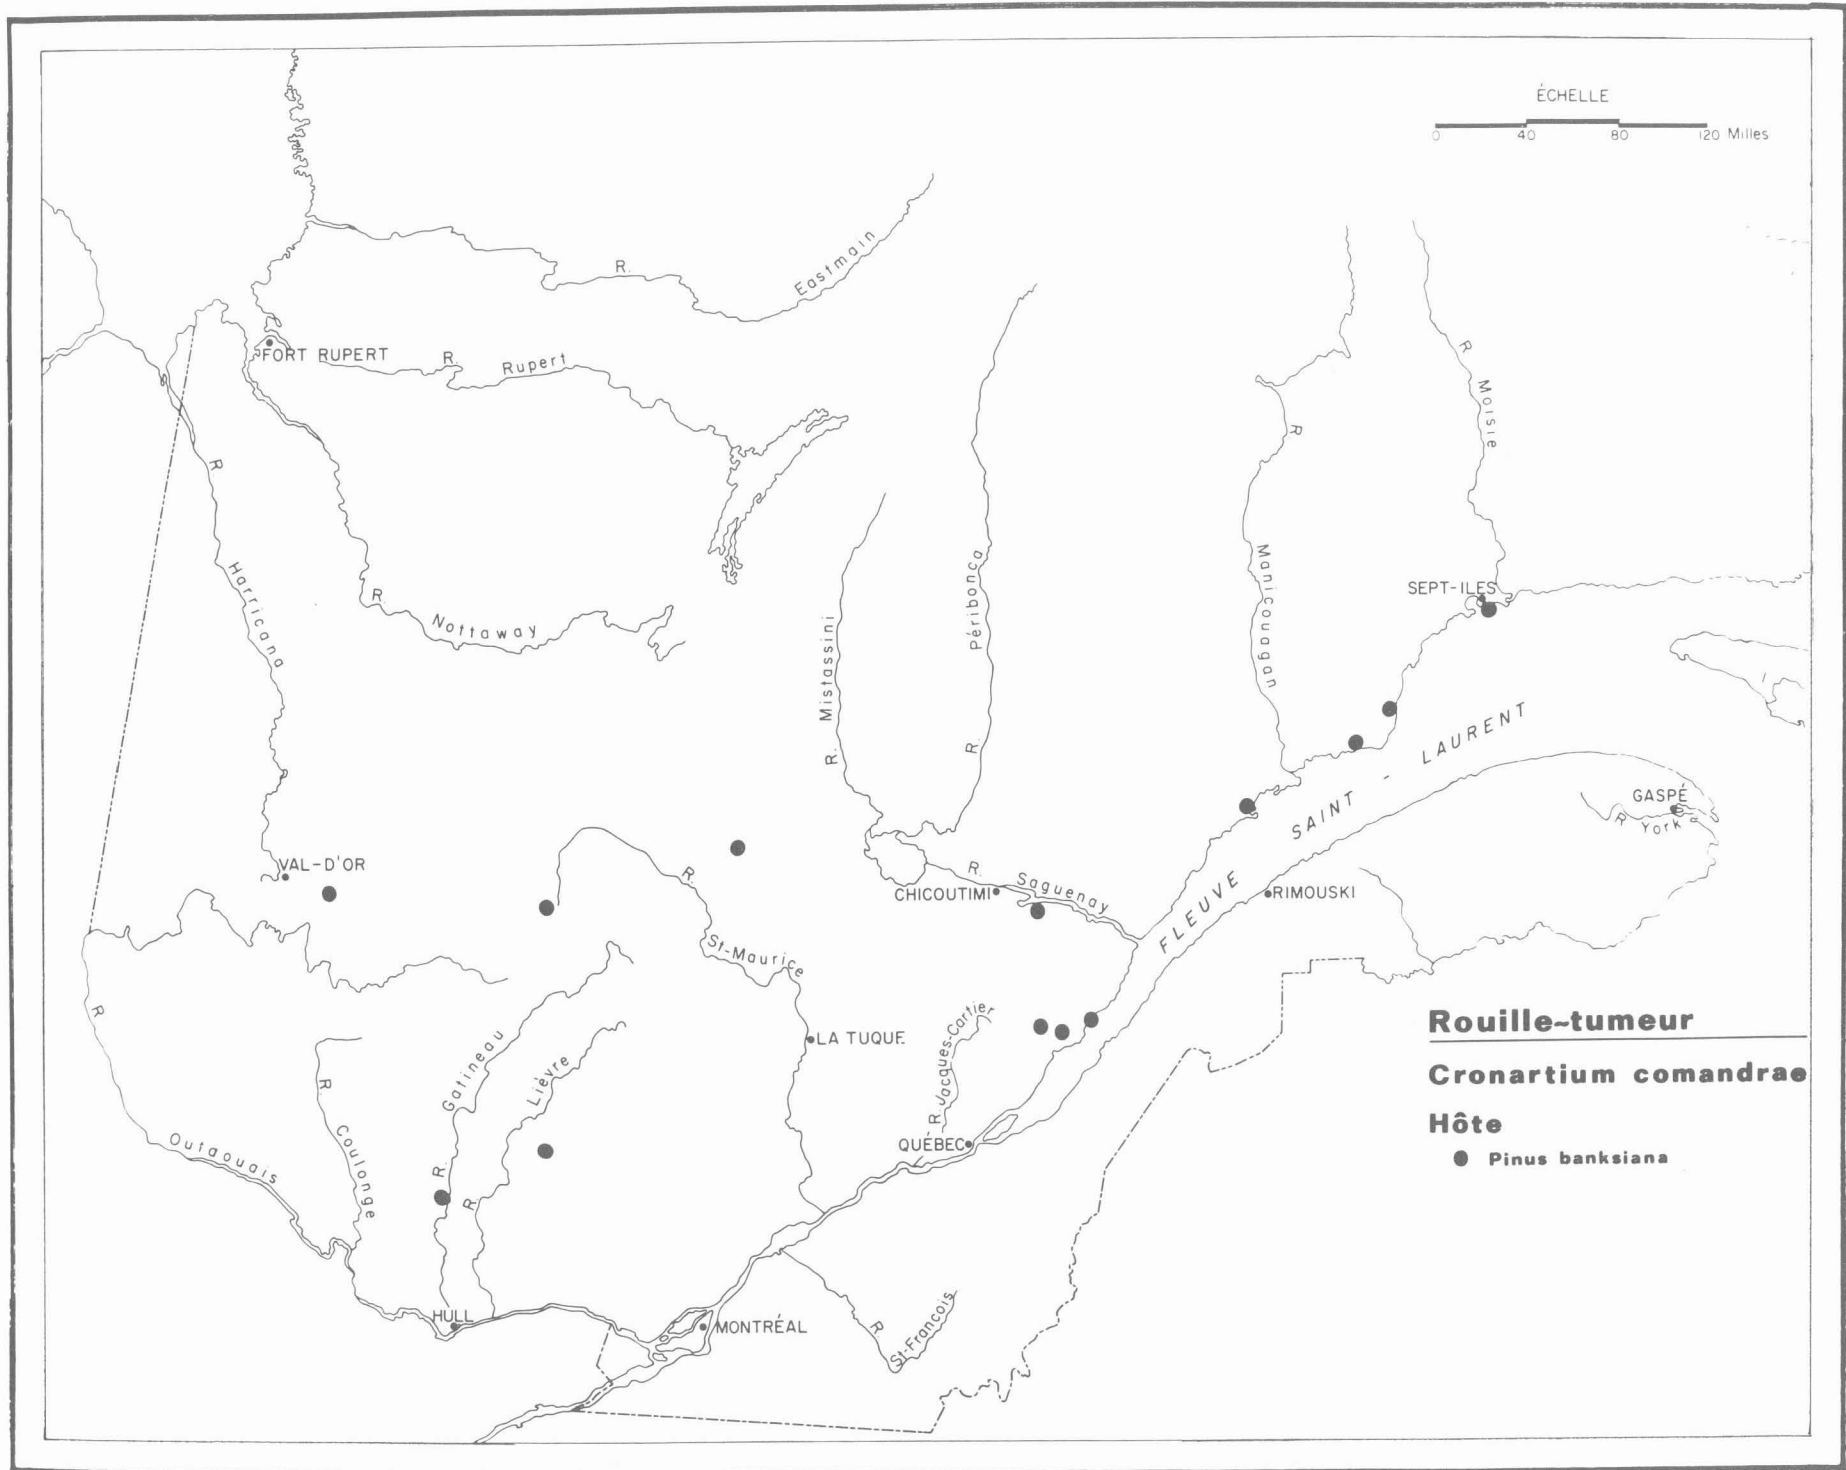 ÉCHELLE
0 40 80 120 Milles
R. Eastmain
FORT RUPERT
R. Rupert
R. Moisie
R. Harricana
R. Nottaway
R. Mistassini
R. Péribonca
R. Manicouagan
SEPT-ILES
FLEUVE SAINT - LAURENT
GASPÉ
R. York
VAL-D'OR
R. St-Maurice
CHICOUTIMI
R. Saguenay
RIMOUSKI
R. Outaouais
R. Coulonge
R. Gatineau
R. Lièvre
LA TUQUE
R. Jacques-Cartier
QUÉBEC
HULL
MONTRÉAL
R. St-François
Rouille~tumeur
Cronartium comandrae
Hôte
Pinus banksiana